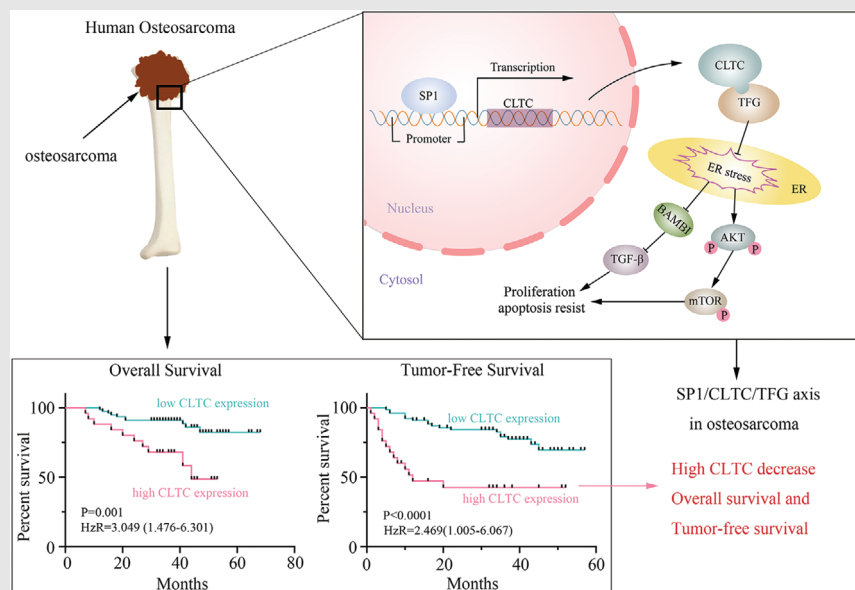 Human Osteosarcoma
osteosarcoma
Transcription
SP1
CLTC
Promoter
Nucleus
Cytosol
CLTC
TFG
ER stress
ER
BAMBI
TGF-β
P
AKT
P
mTOR
P
Proliferation
apoptosis resist
Overall Survival
low CLTC expression
high CLTC expression
P=0.001
HzR=3.049 (1.476-6.301)
Percent survival
100
50
0
0
20
40
60
80
Months
Tumor-Free Survival
low CLTC expression
high CLTC expression
P<0.0001
HzR=2.469(1.005-6.067)
Percent survival
100
50
0
0
20
40
60
Months
SP1/CLTC/TFG axis
in osteosarcoma
High CLTC decrease
Overall survival and
Tumor-free survival